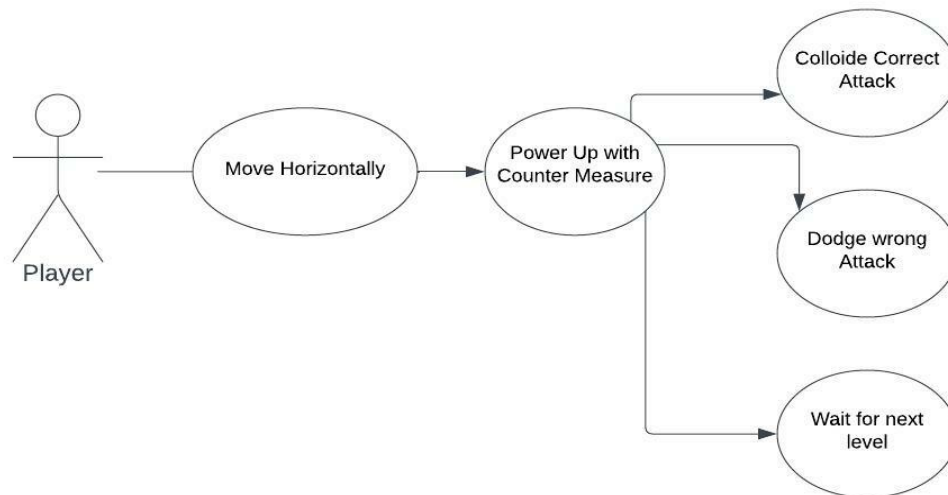 Colloide Correct
Attack
Move Horizontally
Power Up with
Counter Measure
Player
Dodge wrong
Attack
Wait for next
level